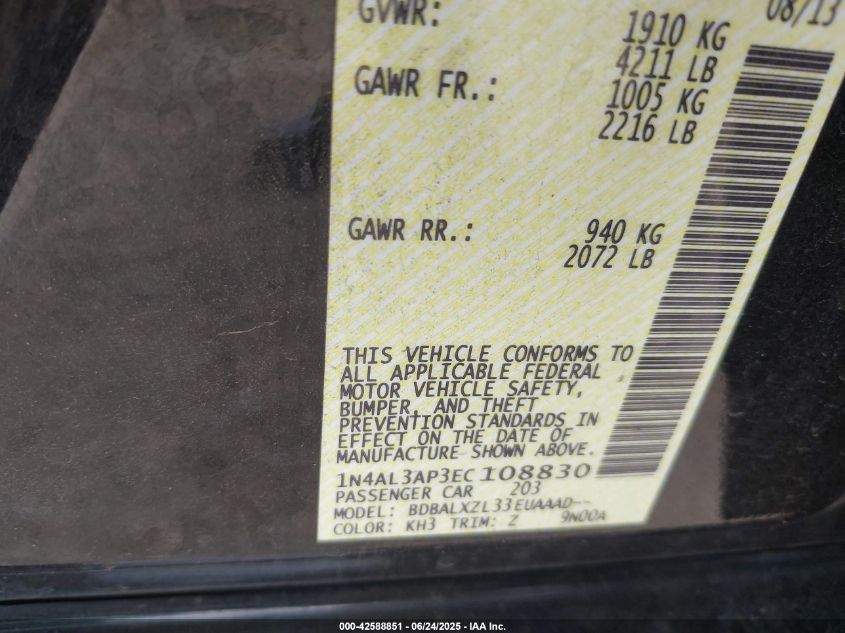 GVWR: 08/13
1910 KG
4211 LB
GAWR FR.: 1005 KG
2216 LB
GAWR RR.: 940 KG
2072 LB
THIS VEHICLE CONFORMS TO
ALL APPLICABLE FEDERAL
MOTOR VEHICLE SAFETY,
BUMPER, AND THEFT
PREVENTION STANDARDS IN
EFFECT ON THE DATE OF
MANUFACTURE SHOWN ABOVE.
1N4AL3AP3EC108830
PASSENGER CAR 203
MODEL: BDBALXZL33EUAAAD--
COLOR: KH3 TRIM: Z 9N00A
000-42588851 - 06/24/2025 - IAA Inc.